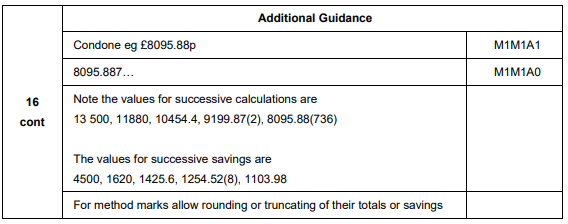 Additional Guidance
Condone eg £8095.88p M1M1A1
8095.887… M1M1A0
16
cont
Note the values for successive calculations are
13 500, 11880, 10454.4, 9199.87(2), 8095.88(736)
The values for successive savings are
4500, 1620, 1425.6, 1254.52(8), 1103.98
For method marks allow rounding or truncating of their totals or savings